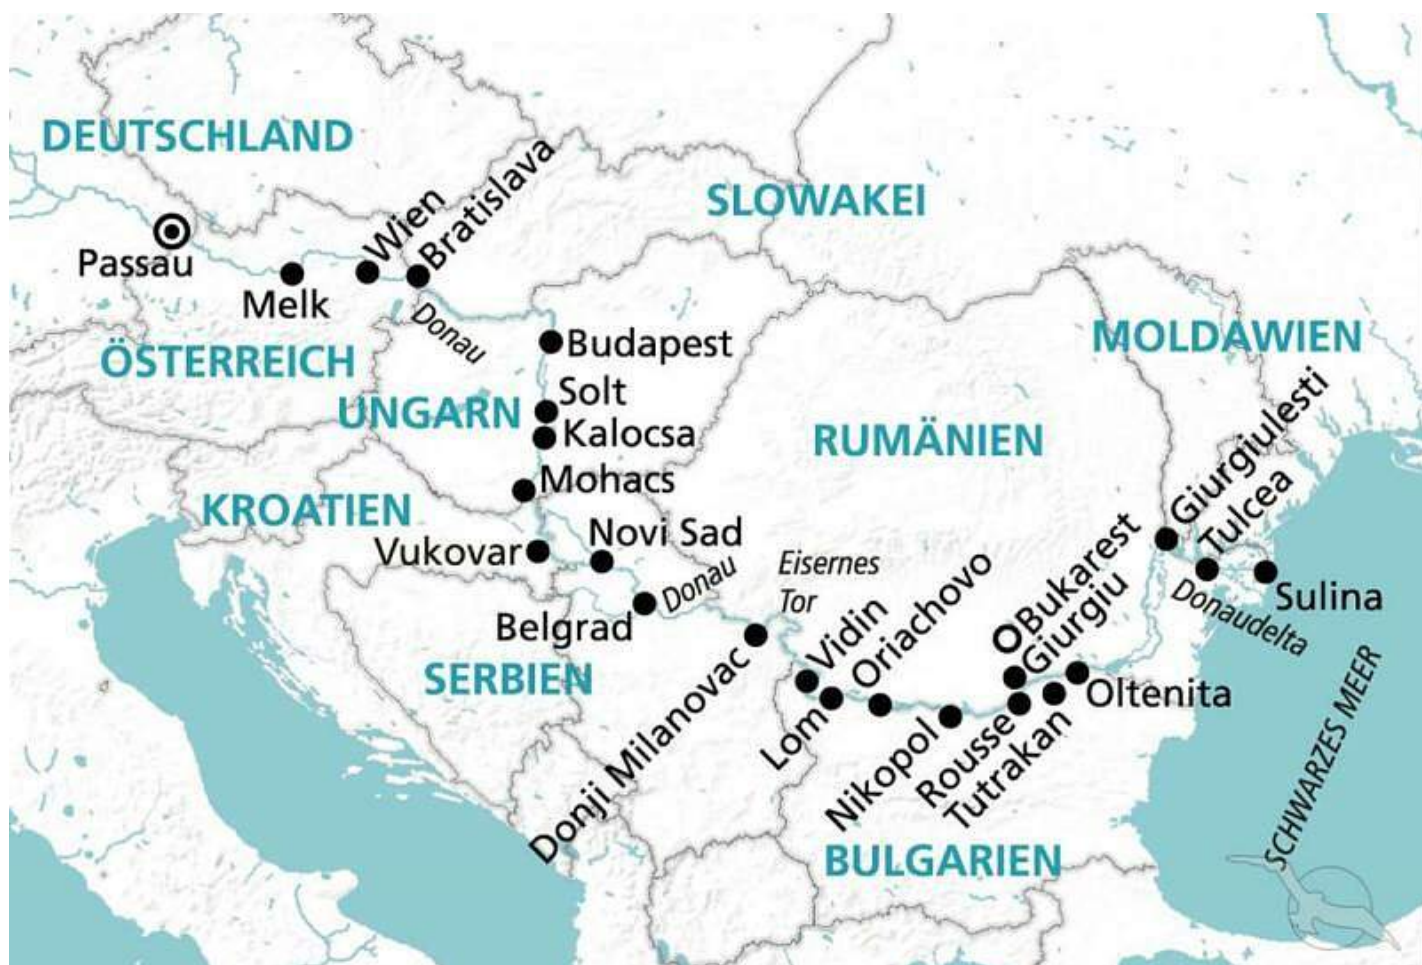 DEUTSCHLAND
Bratislava
Wien
SLOWAKEI
Passau
Melk
Donau
MOLDAWIEN
Budapest
ÖSTERREICH
Solt
UNGARN
Kalocsa
RUMÄNIEN
Giurgiulesti
Mohacs
KROATIEN
Tulcea
Novi Sad
Vukovar
Eisernes
Tor
Donau
Bukarest
Oriachovo
Sulina
Donaudelta
Belgrad
Vidin
Giurgiu
SERBIEN
Oltenita
Lom
Donji Milanovac
Nikopol
Rousse
Tutrakan
SCHWARZES MEER
BULGARIEN